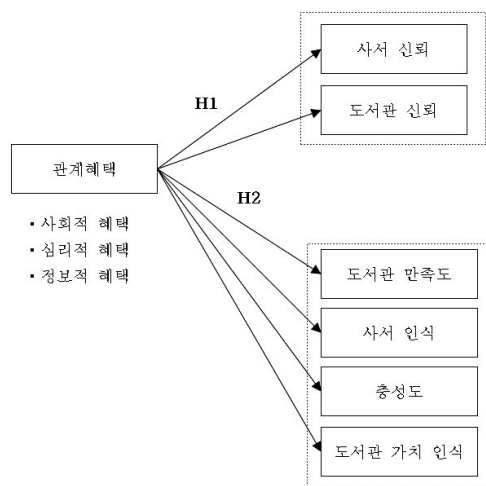 사서 신뢰
H1
도서관 신뢰
관계혜택
H2
▪ 사회적 혜택
▪ 심리적 혜택
▪ 정보적 혜택
도서관 만족도
사서 인식
충성도
도서관 가치 인식